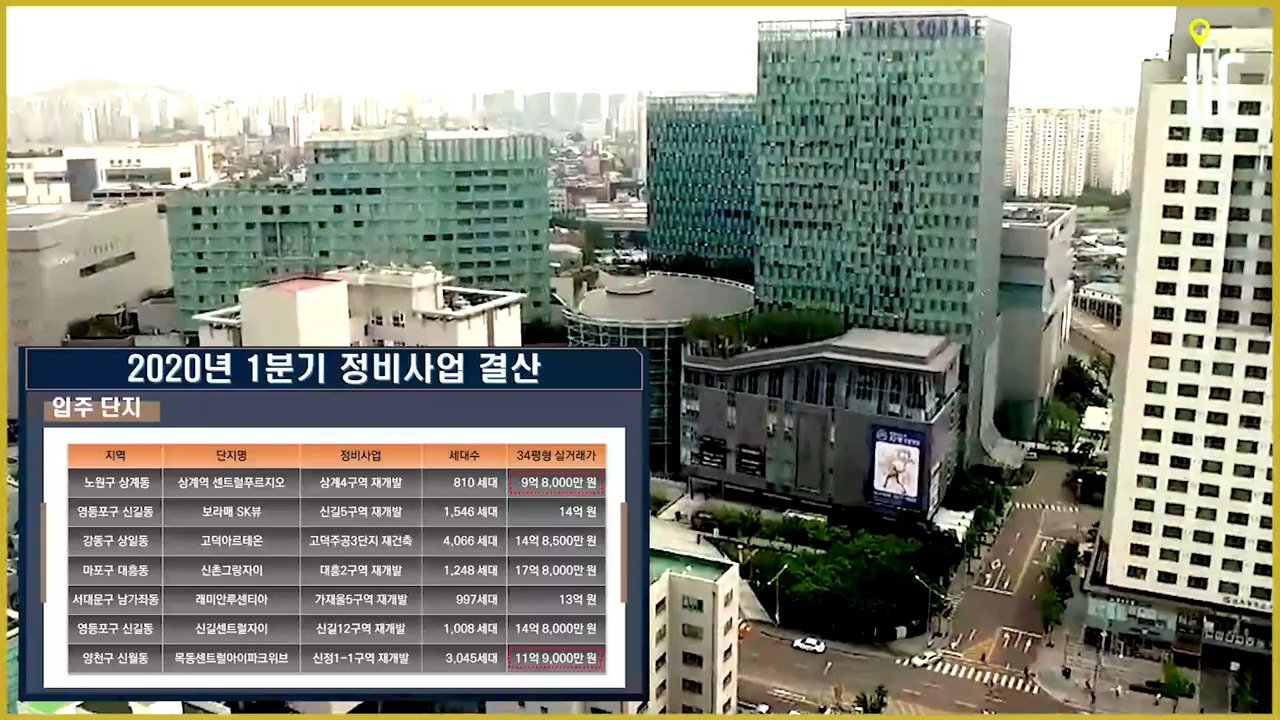 2020년 1분기 정비사업 결산
입주 단지
지역 단지명 정비사업 세대수 34평형 실거래가
노원구 상계동 상계역 센트럴푸르지오 상계4구역 재개발 810 세대 9억 8,000만 원
영등포구 신길동 보라매 SK뷰 신길5구역 재개발 1,546 세대 14억 원
강동구 상일동 고덕아르테온 고덕주공3단지 재건축 4,066 세대 14억 8,500만 원
마포구 대흥동 신촌그랑자이 대흥2구역 재개발 1,248 세대 17억 8,000만 원
서대문구 남가좌동 래미안루센티아 가재울5구역 재개발 997세대 13억 원
영등포구 신길동 신길센트럴자이 신길12구역 재개발 1,008 세대 14억 8,000만 원
양천구 신월동 목동센트럴아이파크위브 신정1-1구역 재개발 3,045세대 11억 9,000만 원